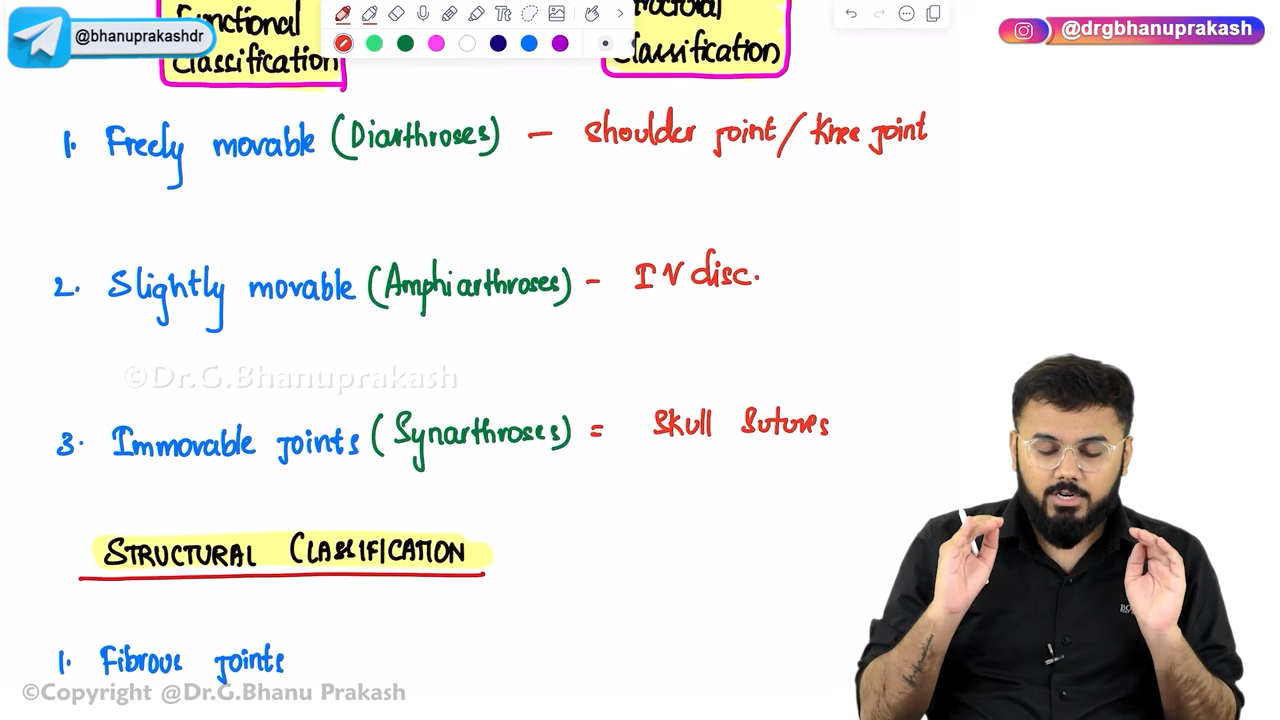 @bhanuprakashdr
Functional
Classification
Classification
Tt
@drgbhanuprakash
1. Freely movable (Diarthroses) - Shoulder joint/Knee joint
2. Slightly movable (Amphiarthroses) - IV disc.
©Dr.G.Bhanuprakash
3. Immovable joints (Synarthroses) = Skull Sutures
STRUCTURAL CLASSIFICATION
1. Fibrous joints
©Copyright @Dr.G.Bhanu Prakash